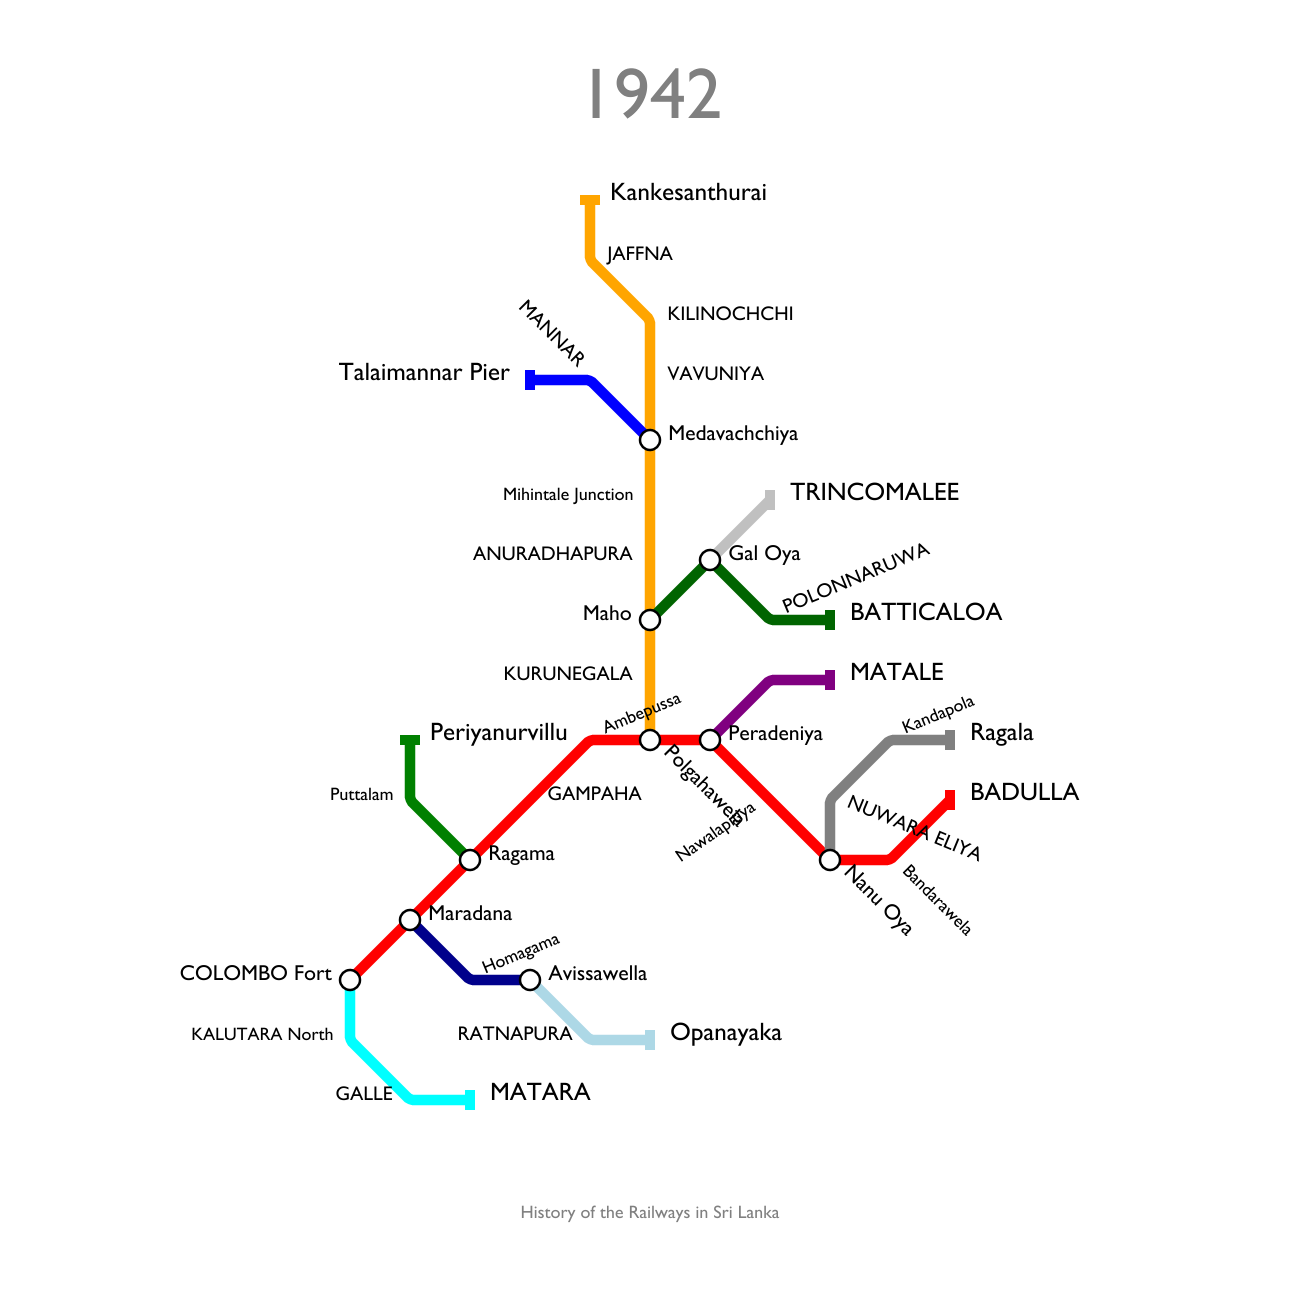 1942
Kankesanthurai
JAFFNA
KILINOCHCHI
MANNAR
Talaimannar Pier
VAVUNIYA
Medavachchiya
Mihintale Junction
TRINCOMALEE
ANURADHAPURA
Gal Oya
POLONNARUWA
Maho
BATTICALOA
KURUNEGALA
MATALE
Ambepussa
Kandapola
Periyanurvillu
Peradeniya
Ragala
Polgahawela
Puttalam
GAMPAHA
BADULLA
Nawalapitiya
NUWARA ELIYA
Ragama
Nanu Oya
Bandarawela
Maradana
Homagama
COLOMBO Fort
Avissawella
KALUTARA North
RATNAPURA
Opanayaka
GALLE
MATARA
History of the Railways in Sri Lanka